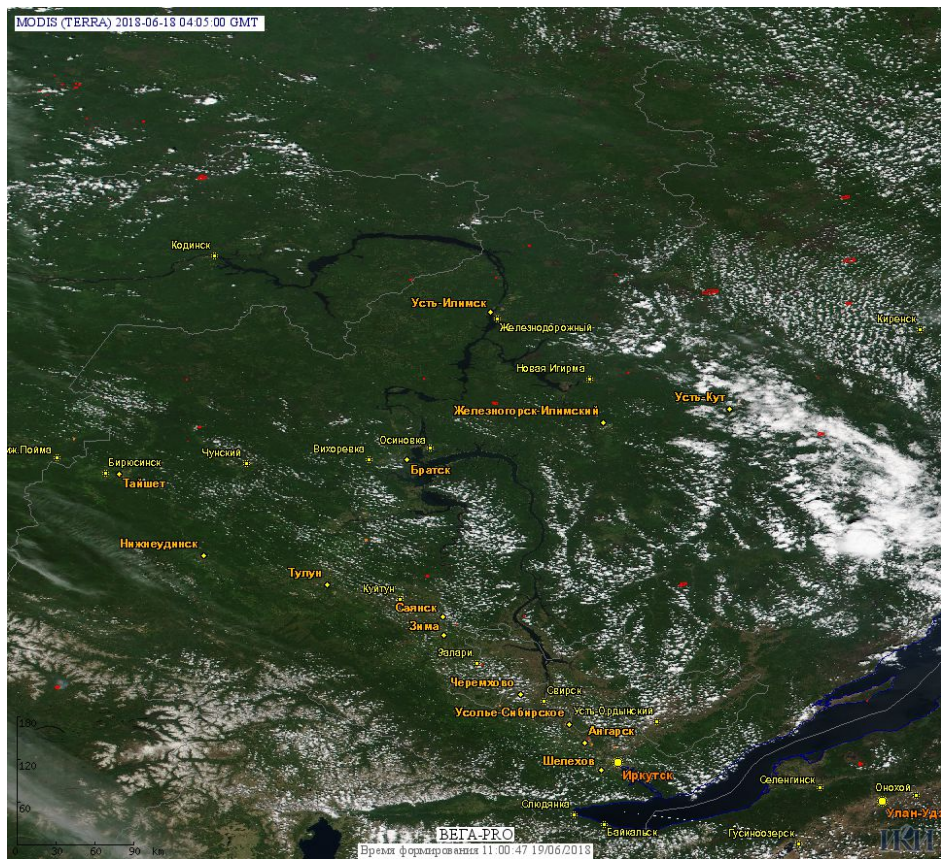 MODIS (TERRA) 2018-06-18 04:05:00 GMT
Кодинск
Усть-Илимск
Железнодорожный
Киренск
Новая Игирма
Усть-Кут
Железногорск-Илимский
Осиновка
иж.Пойма
Чунский
Вихоревка
Бирюсинск
Братск
Тайшет
Нижнеудинск
Тулун
Куйтун
Саянск
Зима
Залари
Черемхово
Свирск
Усолье-Сибирское
Усть-Ордынский
180
Ангарск
Шелехов
120
Иркутск
Селенгинск
Онохой
60
Слюдянка
Улан-Удэ
ВЕГА-PRO
Байкальск
Гусиноозерск
ИКИ
30 60 90 km
Время формирования 11:00:47 19/06/2018